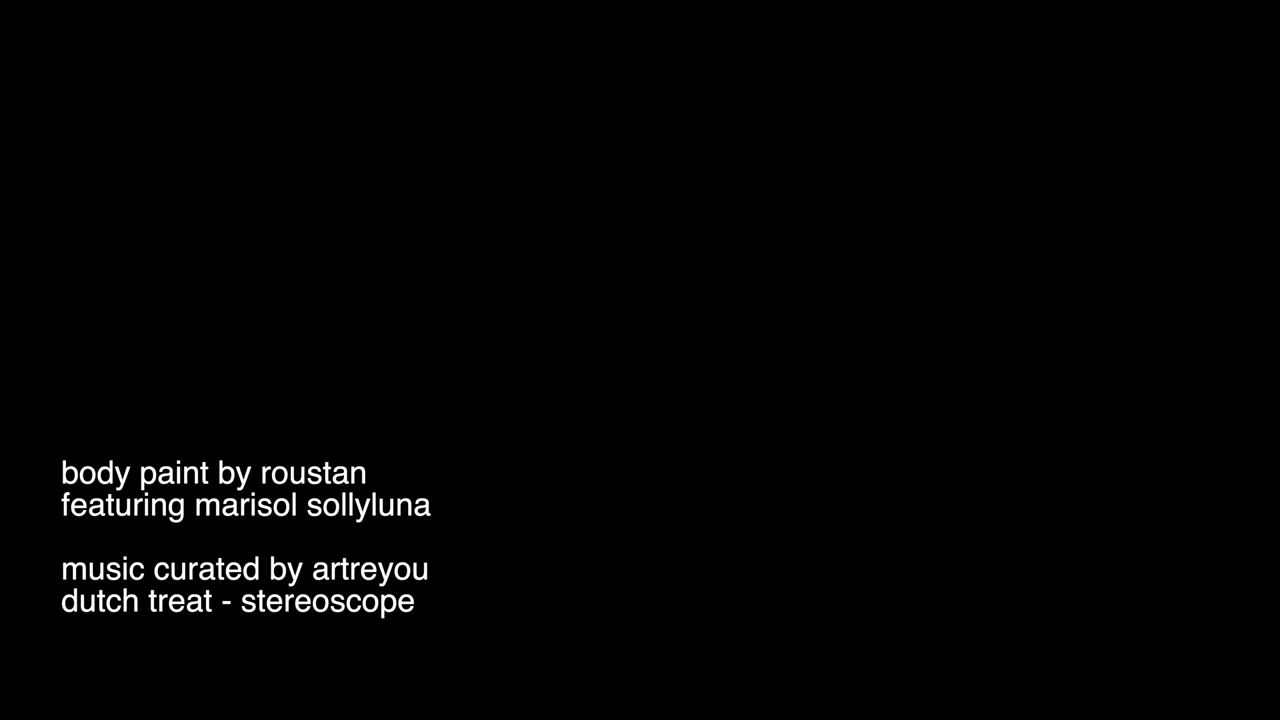 body paint by roustan
featuring marisol sollyluna
music curated by artreyou
dutch treat - stereoscope